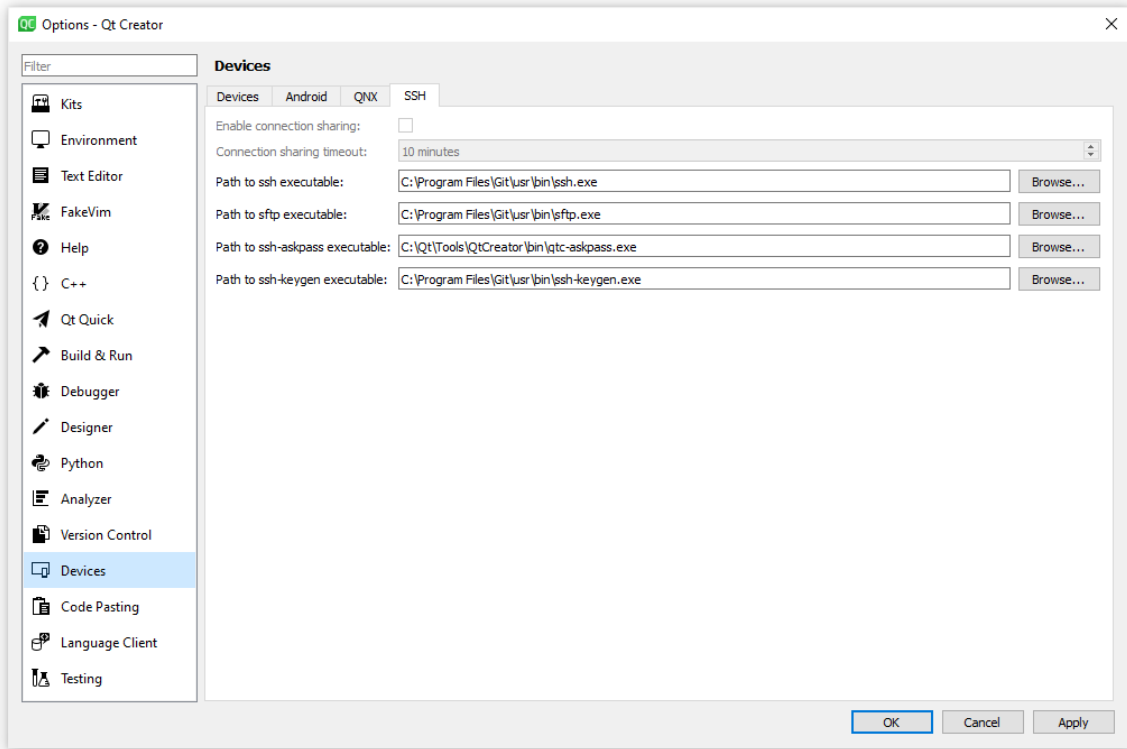 QC Options - Qt Creator
Filter
Kits
Environment
Text Editor
Fake
FakeVim
Help
C++
Qt Quick
Build & Run
Debugger
Designer
Python
Analyzer
Version Control
Devices
Code Pasting
Language Client
Testing
Devices
Devices Android QNX SSH
Enable connection sharing:
Connection sharing timeout: 10 minutes
Path to ssh executable: C:\Program Files\Git\usr\bin\ssh.exe Browse...
Path to sftp executable: C:\Program Files\Git\usr\bin\sftp.exe Browse...
Path to ssh-askpass executable: C:\Qt\Tools\QtCreator\bin\qtc-askpass.exe Browse...
Path to ssh-keygen executable: C:\Program Files\Git\usr\bin\ssh-keygen.exe Browse...
OK Cancel Apply